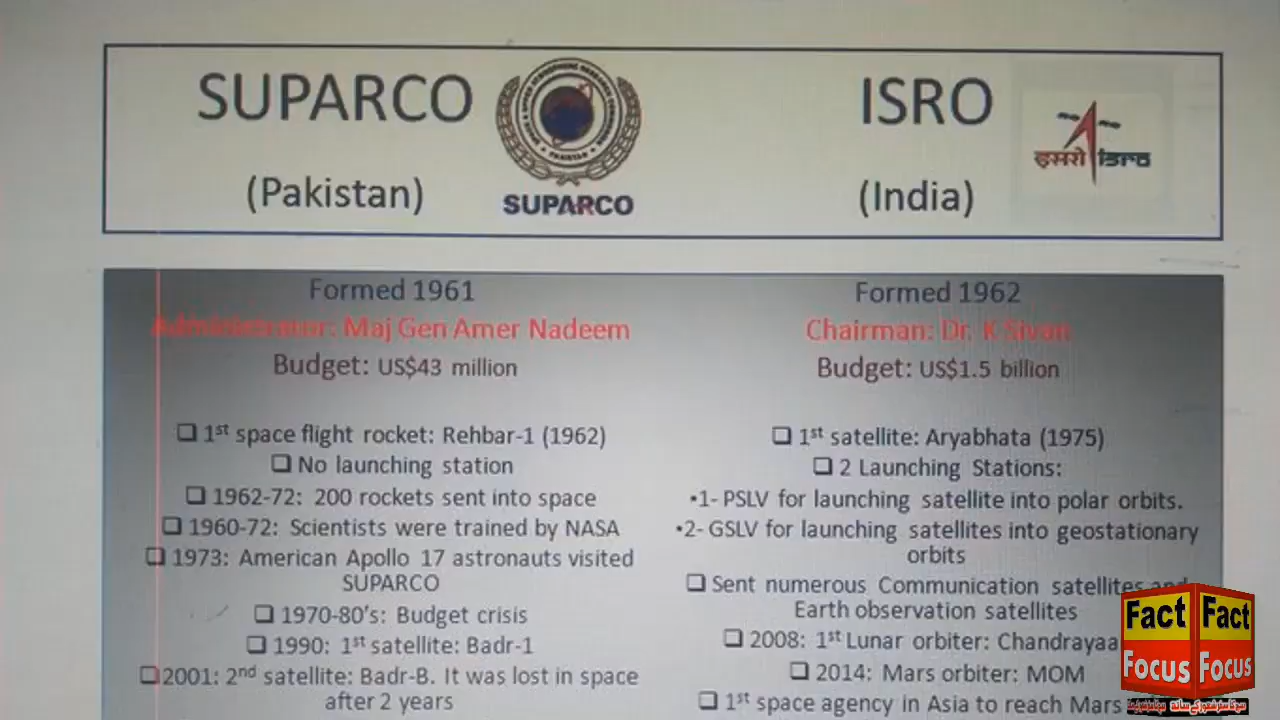 SUPARCO
(Pakistan)
SUPARCO
ISRO
(India)
इसरो isro
Formed 1961
Administrator: Maj Gen Amer Nadeem
Budget: US$43 million
❑ 1st space flight rocket: Rehbar-1 (1962)
❑ No launching station
❑ 1962-72: 200 rockets sent into space
❑ 1960-72: Scientists were trained by NASA
❑ 1973: American Apollo 17 astronauts visited
SUPARCO
❑ 1970-80's: Budget crisis
❑ 1990: 1st satellite: Badr-1
❑ 2001: 2nd satellite: Badr-B. It was lost in space
after 2 years
Formed 1962
Chairman: Dr. K Sivan
Budget: US$1.5 billion
❑ 1st satellite: Aryabhata (1975)
❑ 2 Launching Stations:
•1- PSLV for launching satellite into polar orbits.
•2- GSLV for launching satellites into geostationary
orbits
❑ Sent numerous Communication satellites and
Earth observation satellites
❑ 2008: 1st Lunar orbiter: Chandrayaa
❑ 2014: Mars orbiter: MOM
❑ 1st space agency in Asia to reach Mars
Fact Fact
FOCUS FOCUS